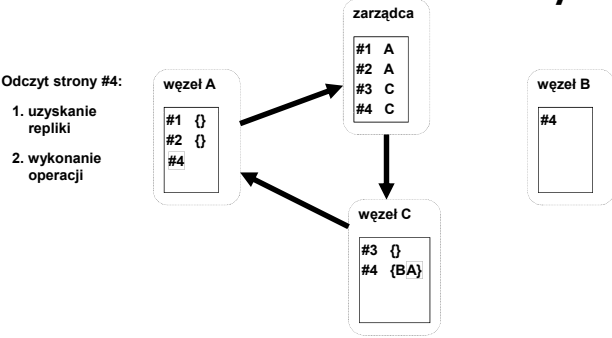 zarządca
#1 A
#2 A
#3 C
#4 C
Odczyt strony #4:
1. uzyskanie
repliki
2. wykonanie
operacji
węzeł A
#1 {}
#2 {}
#4
węzeł B
#4
węzeł C
#3 {}
#4 {BA}